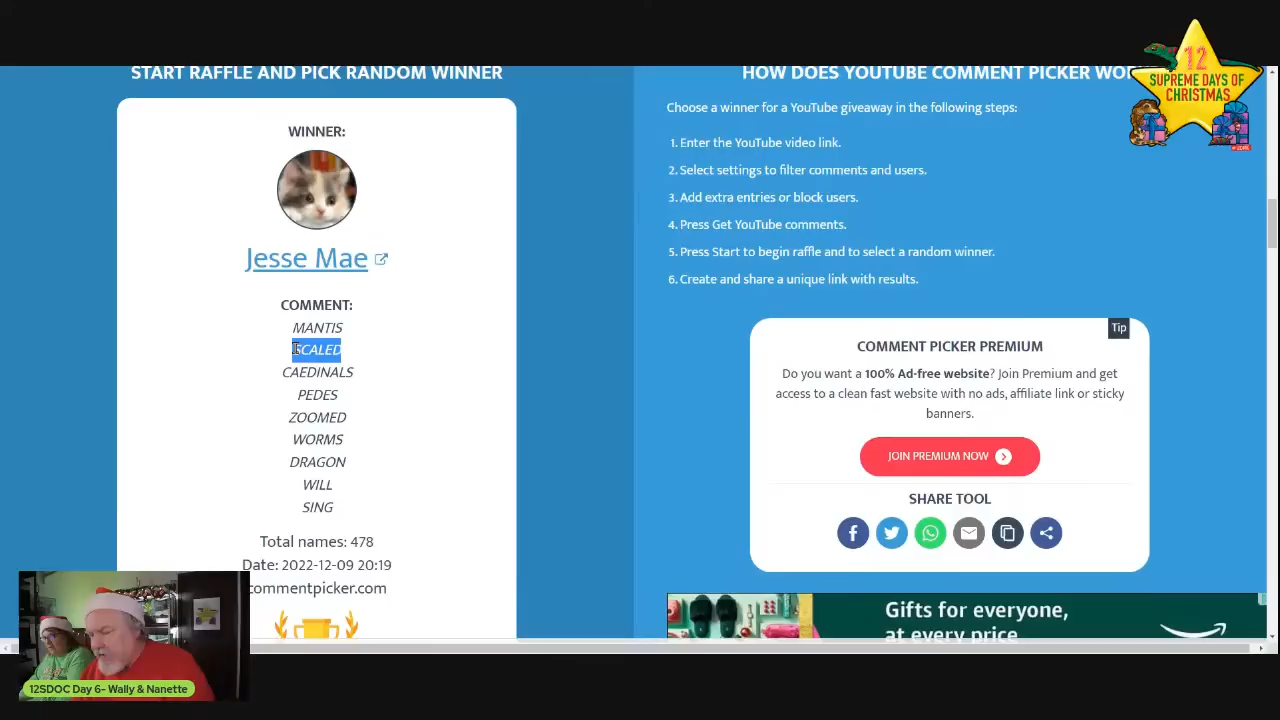 START RAFFLE AND PICK RANDOM WINNER
WINNER:
Jesse Mae
COMMENT:
MANTIS
SCALED
CAEDINALS
PEDES
ZOOMED
WORMS
DRAGON
WILL
SING
Total names: 478
Date: 2022-12-09 20:19
commentpicker.com
12SDOC Day 6- Wally & Nanette
HOW DOES YOUTUBE COMMENT PICKER
Choose a winner for a YouTube giveaway in the following steps:
1. Enter the YouTube video link.
2. Select settings to filter comments and users.
3. Add extra entries or block users.
4. Press Get YouTube comments.
5. Press Start to begin raffle and to select a random winner.
6. Create and share a unique link with results.
12
SUPREME DAYS OF
CHRISTMAS
Tip
COMMENT PICKER PREMIUM
Do you want a 100% Ad-free website? Join Premium and get
access to a clean fast website with no ads, affiliate link or sticky
banners.
JOIN PREMIUM NOW
SHARE TOOL
Gifts for everyone,
at every price